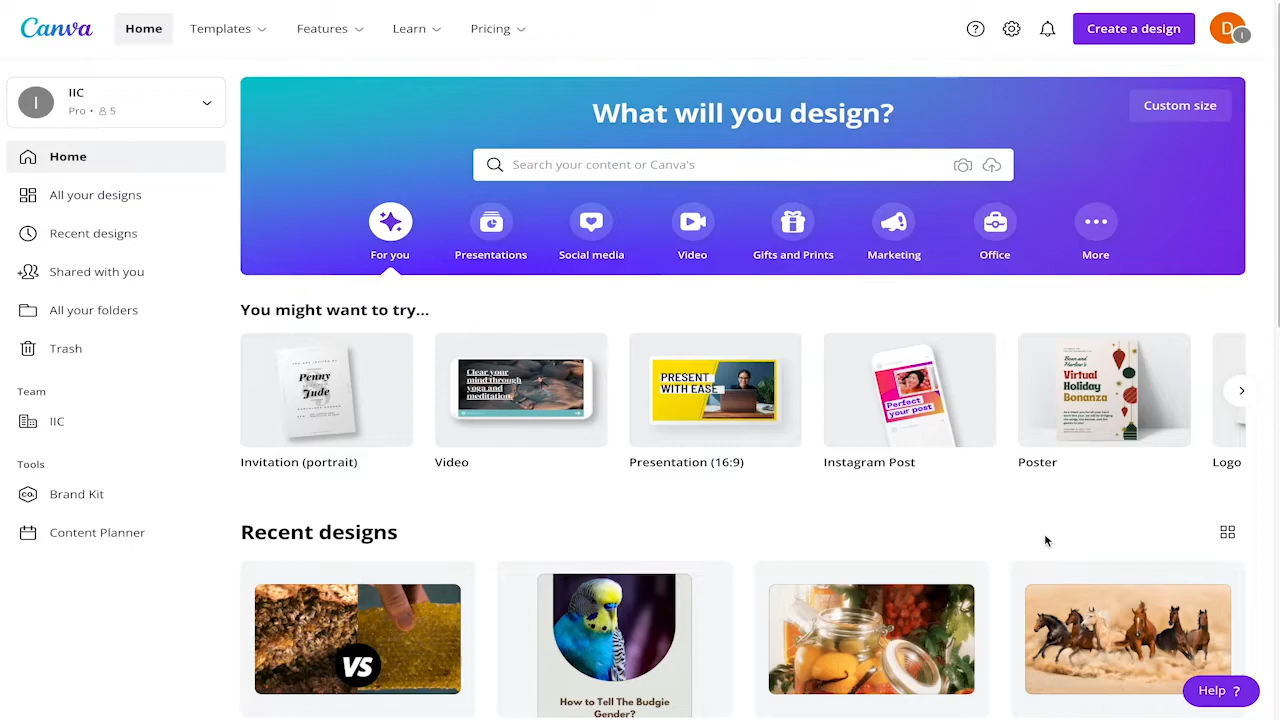 Canva
Home
Templates
Features
Learn
Pricing
Create a design
D
I
I
IIC
Pro • 5
Home
All your designs
Recent designs
Shared with you
All your folders
Trash
Team
IIC
Tools
CO.
Brand Kit
Content Planner
What will you design?
Custom size
Search your content or Canva's
For you
Presentations
Social media
Video
Gifts and Prints
Marketing
Office
More
You might want to try...
Penny
Jude
Invitation (portrait)
Clear your
mind through
yoga and
meditation.
Video
PRESENT
WITH EASE
Presentation (16:9)
Perfect
your post
Instagram Post
Bear and
Harlow's
Virtual
Holiday
Bonanza
Poster
Logo
Recent designs
VS
How to Tell The Budgie
Gender?
Help ?